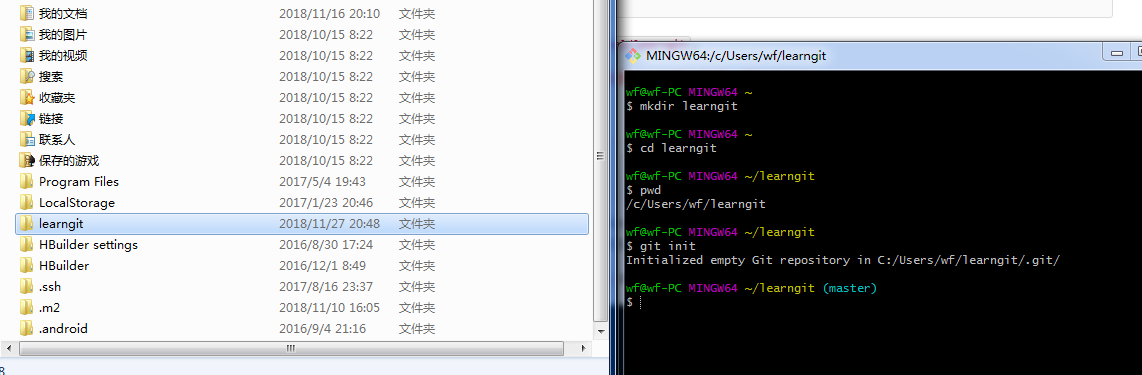 我的文档 2018/11/16 20:10 文件夹
我的图片 2018/10/15 8:22 文件夹
我的视频 2018/10/15 8:22 文件夹
搜索 2018/10/15 8:22 文件夹
收藏夹 2018/10/15 8:22 文件夹
链接 2018/10/15 8:22 文件夹
联系人 2018/10/15 8:22 文件夹
保存的游戏 2018/10/15 8:22 文件夹
Program Files 2017/5/4 19:43 文件夹
LocalStorage 2017/1/23 20:46 文件夹
learngit 2018/11/27 20:48 文件夹
HBuilder settings 2016/8/30 17:24 文件夹
HBuilder 2016/12/1 8:49 文件夹
.ssh 2017/8/16 23:37 文件夹
.m2 2018/11/10 16:05 文件夹
.android 2016/9/4 21:16 文件夹
MINGW64:/c/Users/wf/learngit
wf@wf-PC MINGW64 ~
$ mkdir learngit
wf@wf-PC MINGW64 ~
$ cd learngit
wf@wf-PC MINGW64 ~/learngit
$ pwd
/c/Users/wf/learngit
wf@wf-PC MINGW64 ~/learngit
$ git init
Initialized empty Git repository in C:/Users/wf/learngit/.git/
wf@wf-PC MINGW64 ~/learngit (master)
$